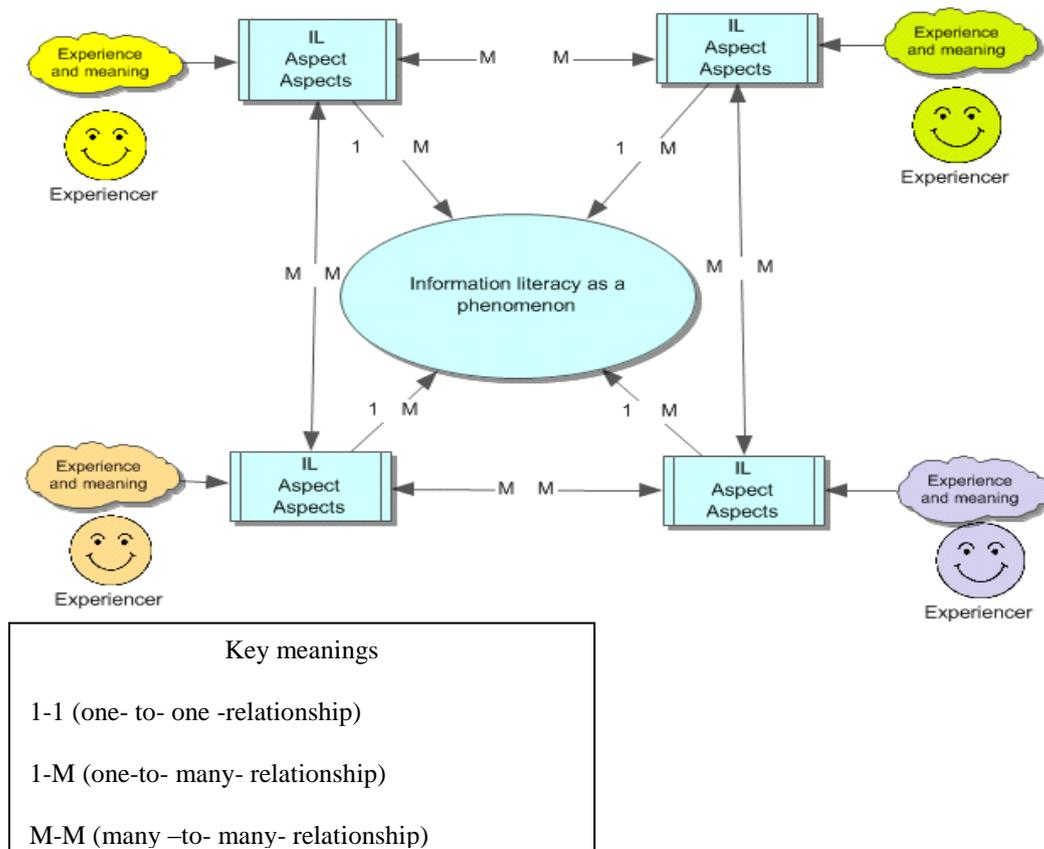 Experience
and meaning
Experiencer
IL
Aspect
Aspects
M M
IL
Aspect
Aspects
Experience
and meaning
Experiencer
1 M
1 M
M M
Information literacy as a
phenomenon
M M
1 M
1 M
Experience
and meaning
Experiencer
IL
Aspect
Aspects
M M
IL
Aspect
Aspects
Experience
and meaning
Experiencer
Key meanings
1-1 (one- to- one -relationship)
1-M (one-to- many- relationship)
M-M (many –to- many- relationship)